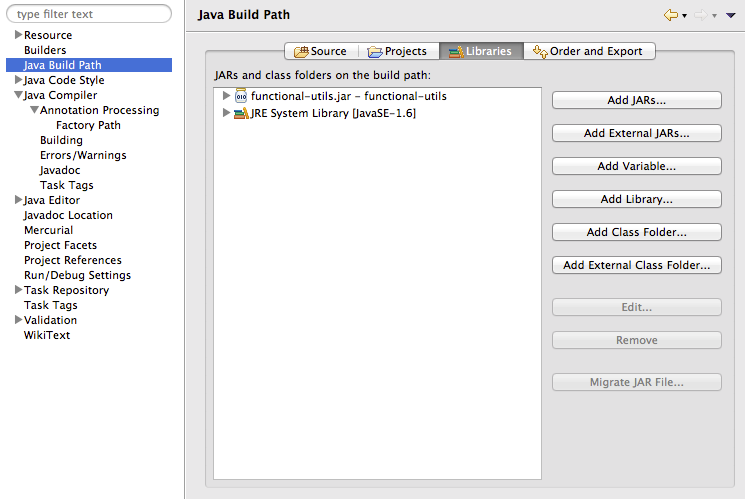 type filter text
Resource
Builders
Java Build Path
Java Code Style
Java Compiler
Annotation Processing
Factory Path
Building
Errors/Warnings
Javadoc
Task Tags
Java Editor
Javadoc Location
Mercurial
Project Facets
Project References
Run/Debug Settings
Task Repository
Task Tags
Validation
WikiText
Java Build Path
Source Projects Libraries Order and Export
JARs and class folders on the build path:
functional-utils.jar – functional-utils
JRE System Library [JavaSE-1.6]
Add JARs...
Add External JARs...
Add Variable...
Add Library...
Add Class Folder...
Add External Class Folder...
Edit...
Remove
Migrate JAR File...